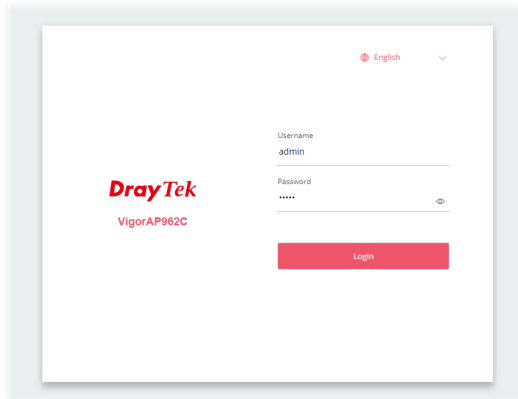 English
Username
admin
DrayTek
VigorAP962C
Password
•••••
Login